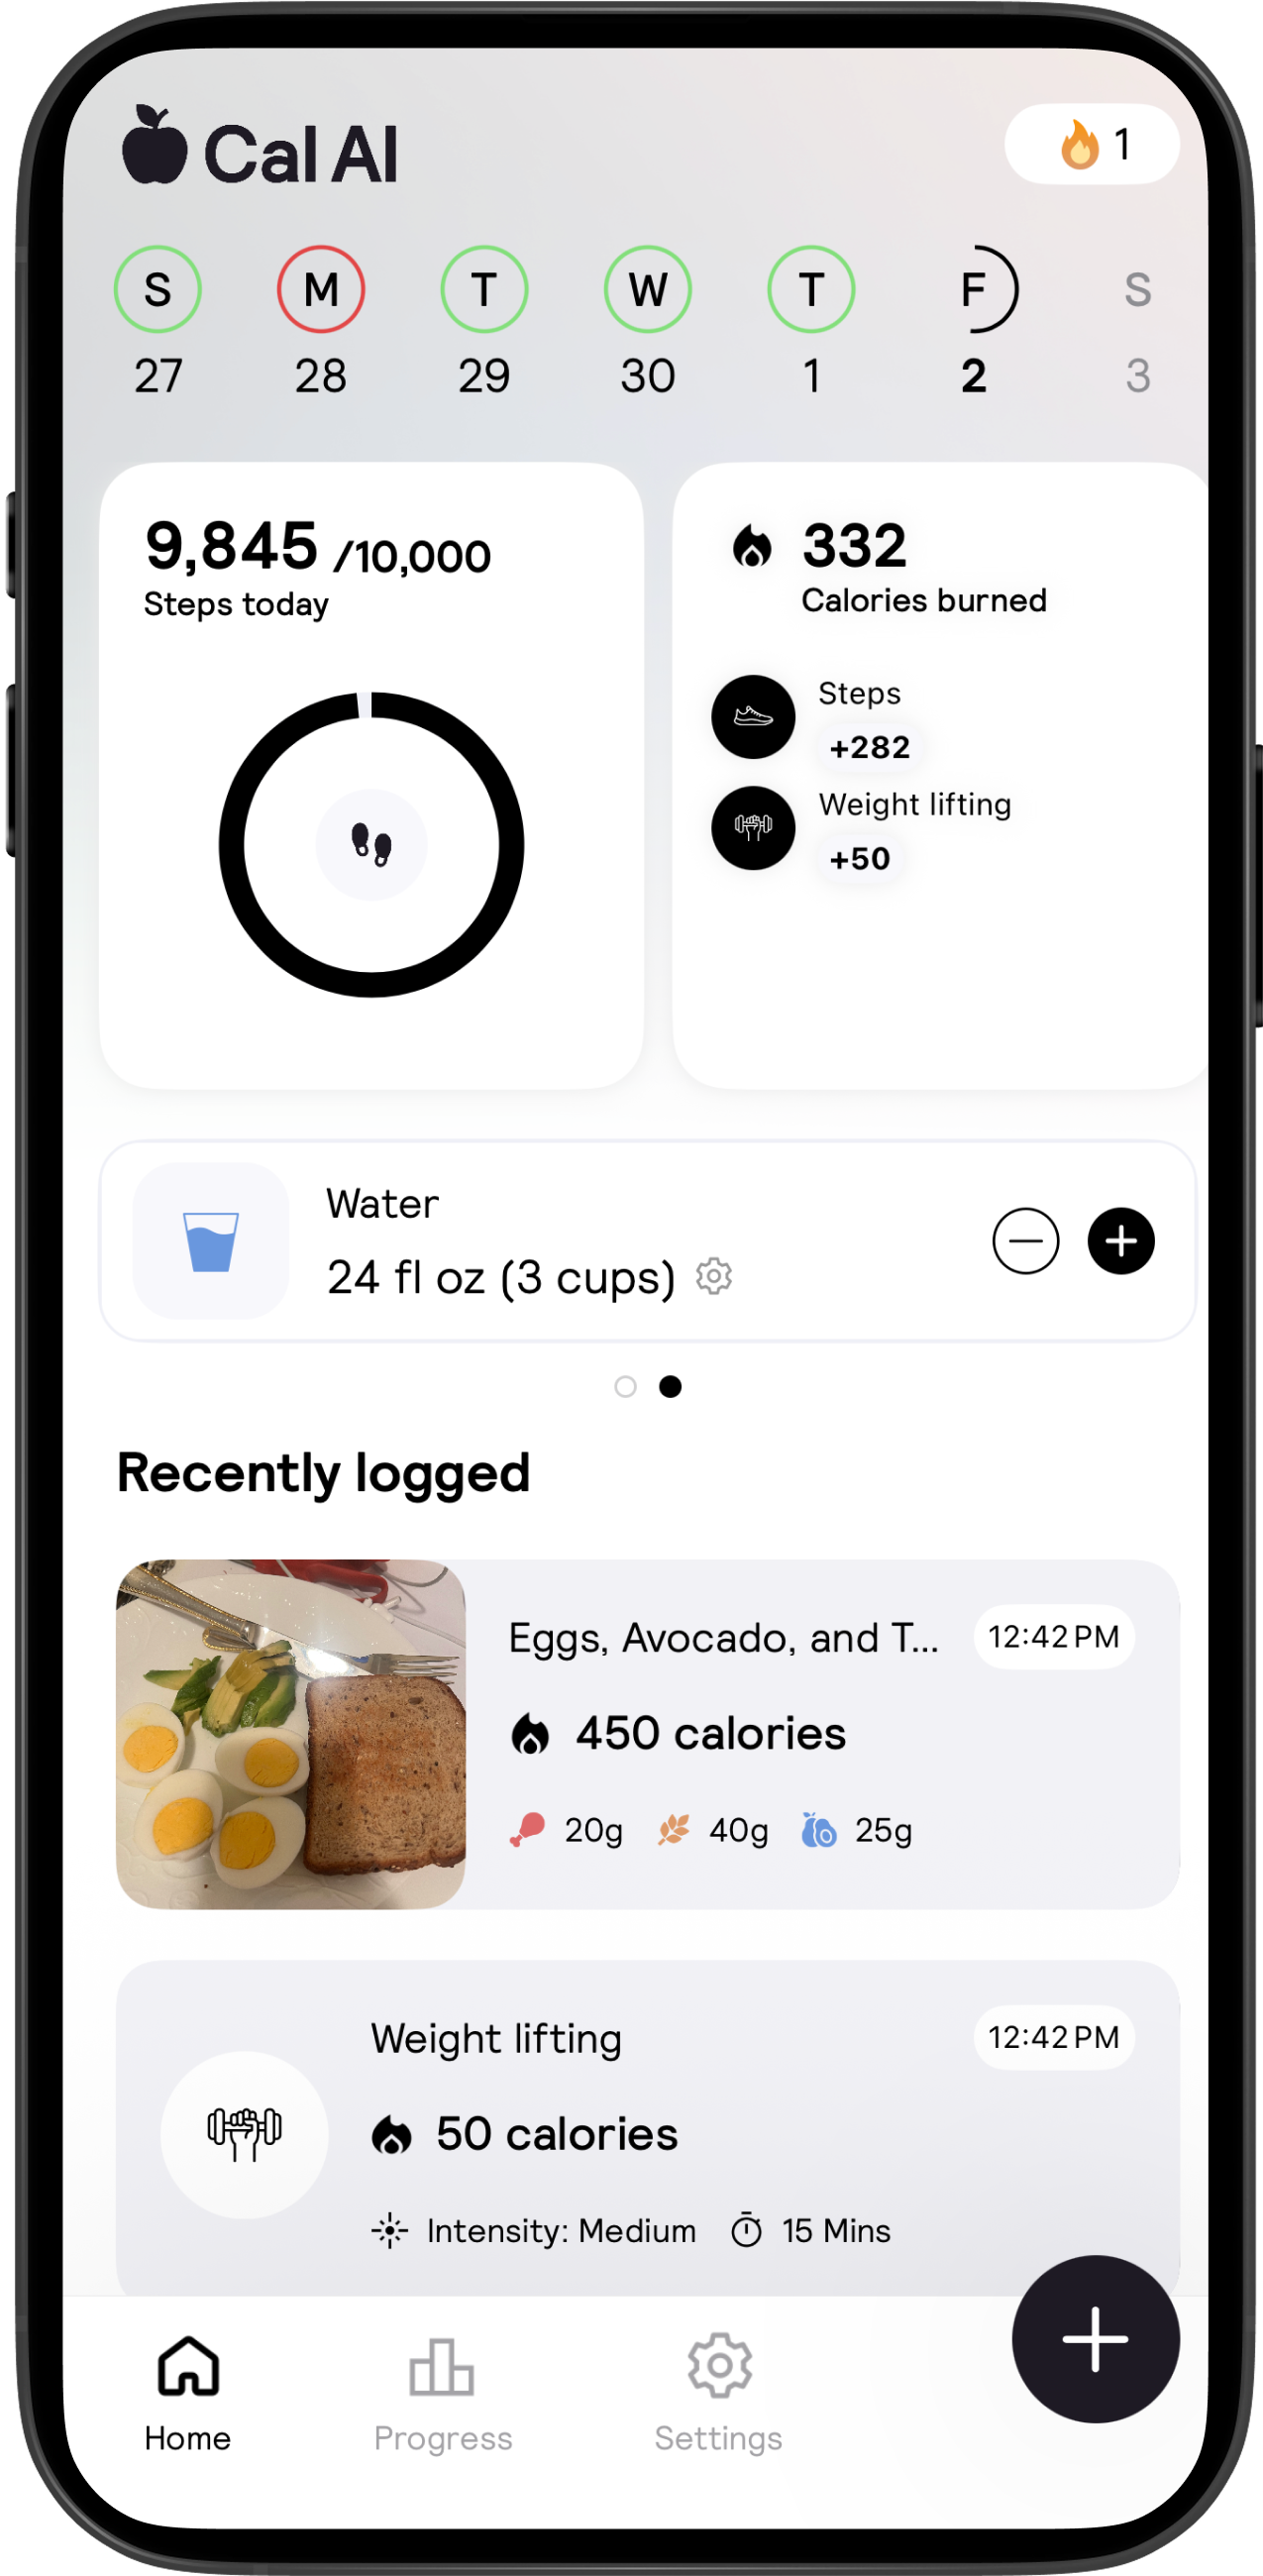 Cal AI
1
S M T W T F S
27 28 29 30 1 2 3
9,845 /10,000
Steps today
332
Calories burned
Steps
+282
Weight lifting
+50
Water
24 fl oz (3 cups)
Recently logged
Eggs, Avocado, and T... 12:42 PM
450 calories
20g 40g 25g
Weight lifting 12:42 PM
50 calories
Intensity: Medium 15 Mins
Home Progress Settings